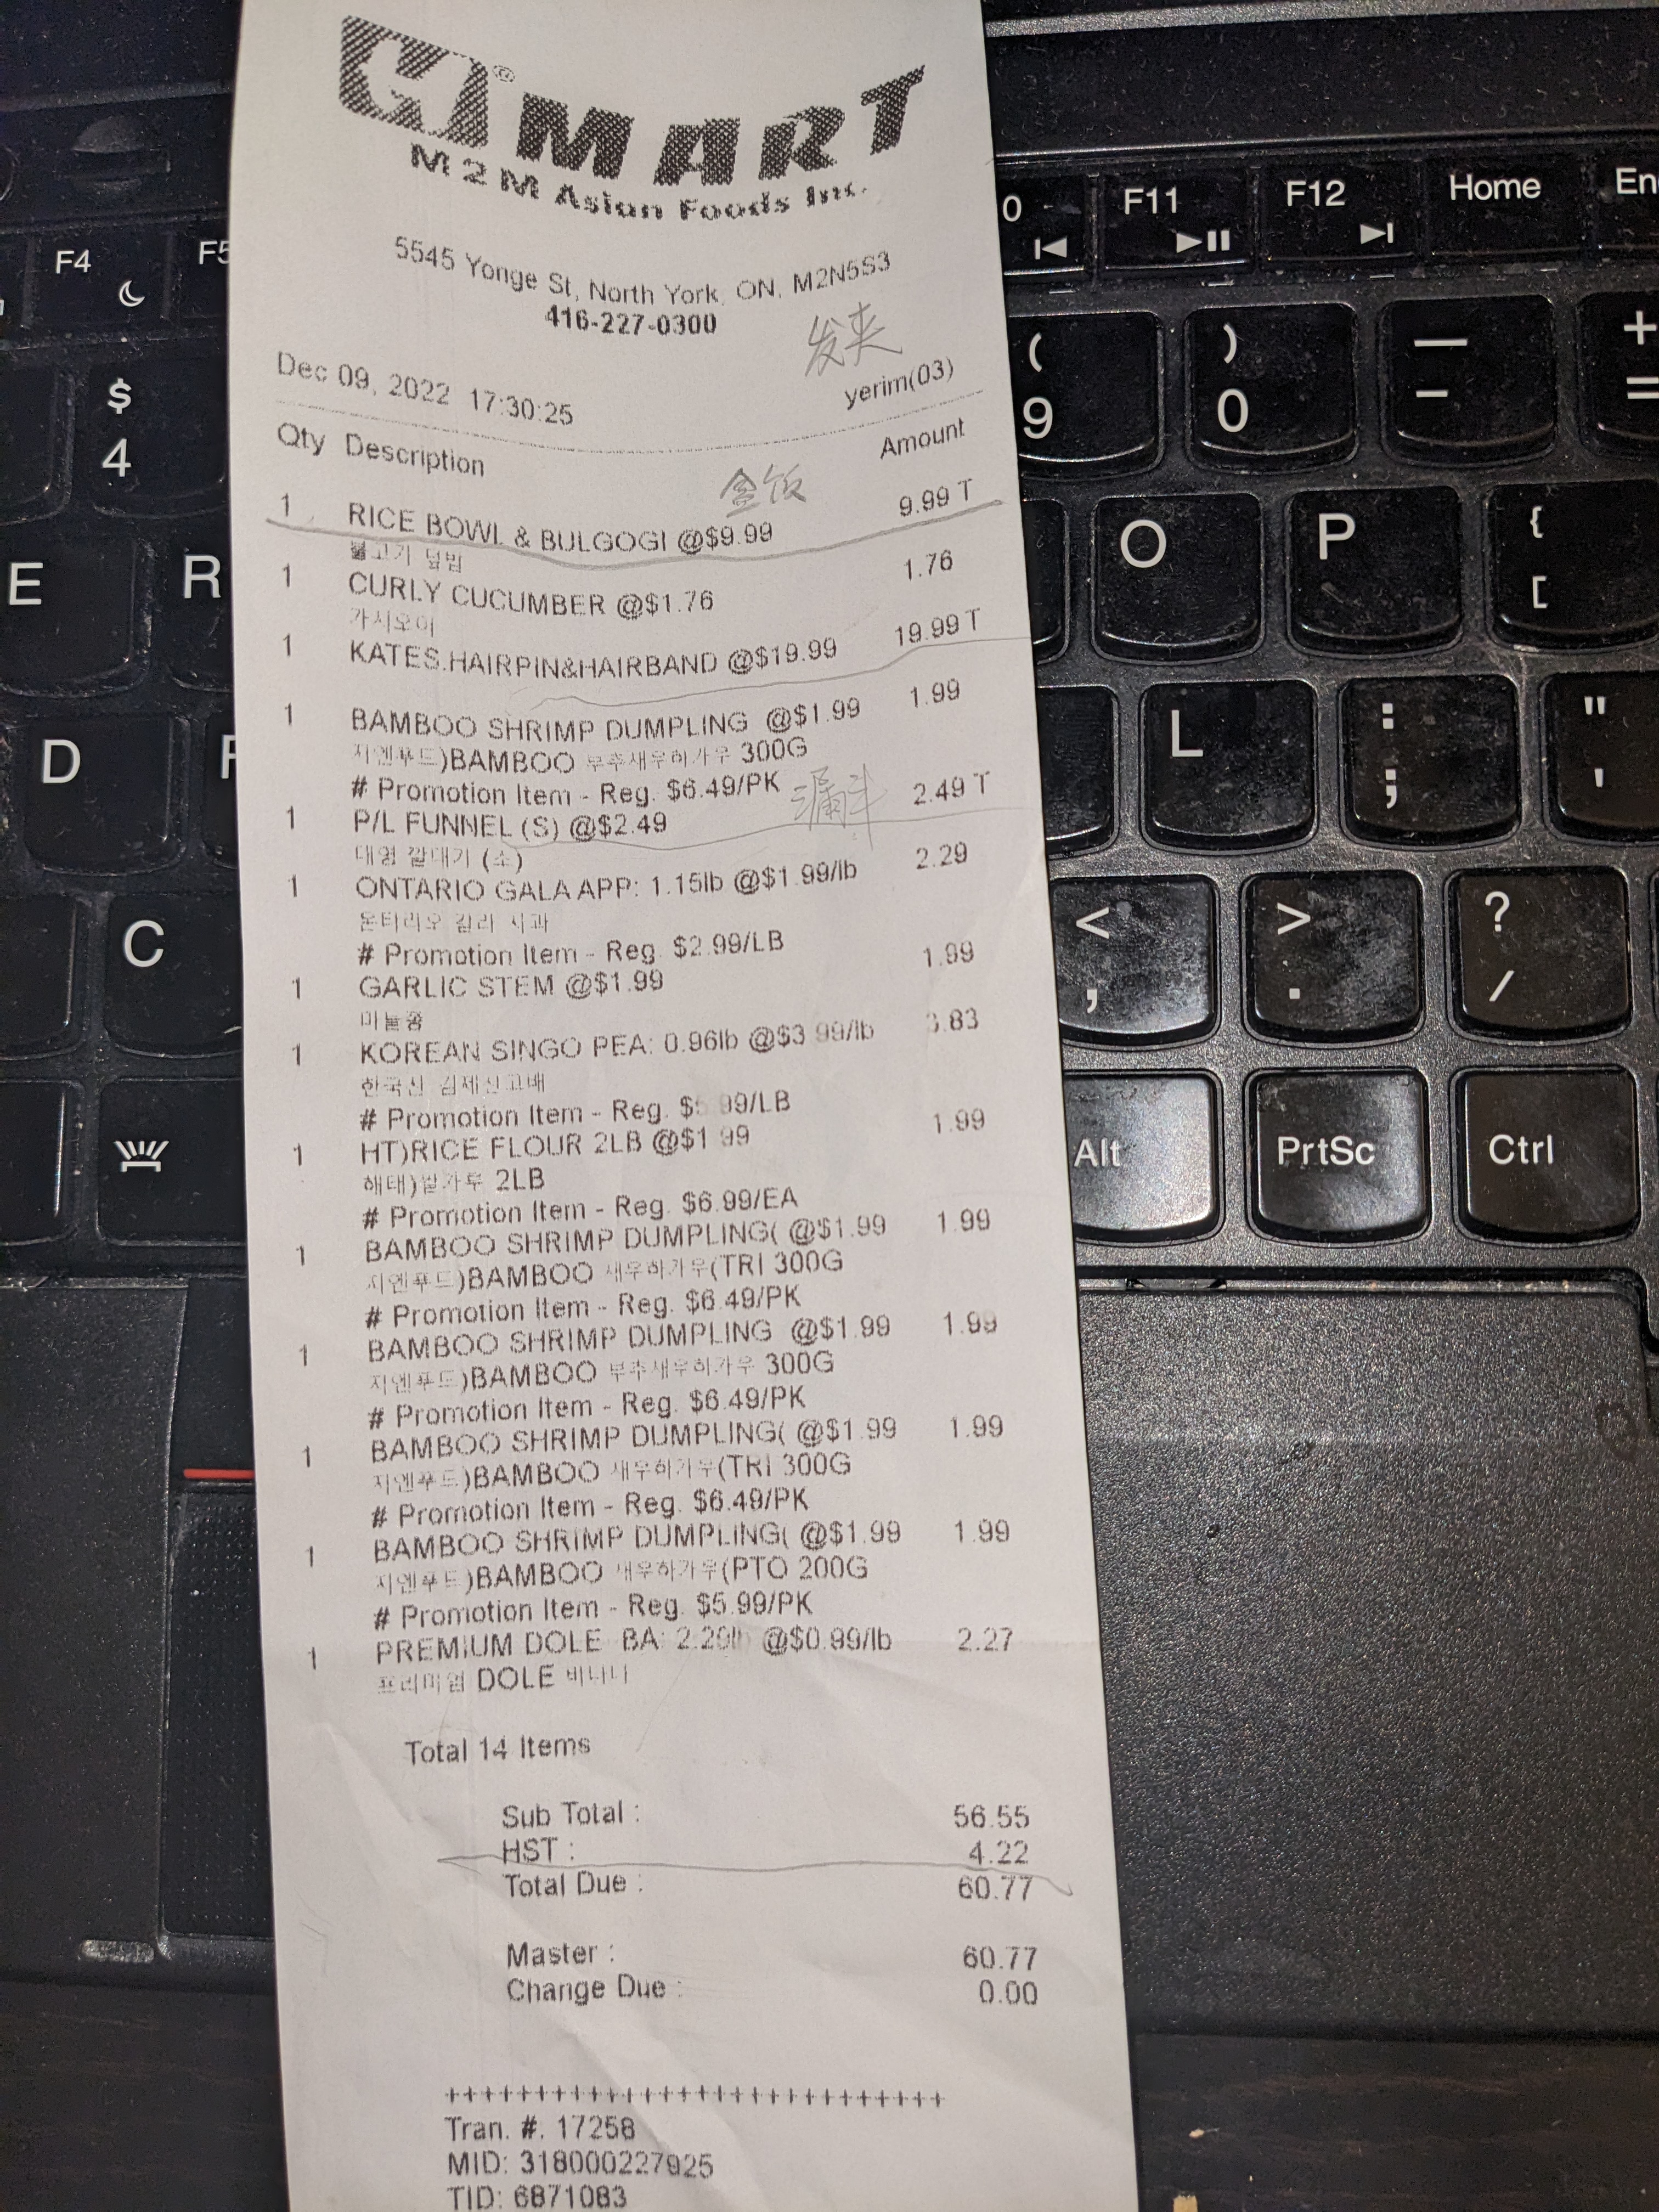 H MART
M2M Asian Foods Inc.
5545 Yonge St, North York, ON, M2N5S3
416-227-0300
发夹
Dec 09, 2022 17:30:25 yerim(03)
Qty Description Amount
盒饭
1 RICE BOWL & BULGOGI @$9.99 9.99 T
불고기 덮밥
1 CURLY CUCUMBER @$1.76 1.76
가시오이
1 KATES.HAIRPIN&HAIRBAND @$19.99 19.99 T
1 BAMBOO SHRIMP DUMPLING @$1.99 1.99
지엔푸드)BAMBOO 부추새우하가우 300G
# Promotion Item - Reg. $6.49/PK
漏斗
1 P/L FUNNEL (S) @$2.49 2.49 T
대영 깔대기 (소)
1 ONTARIO GALA APP: 1.15lb @$1.99/lb 2.29
온타리오 갈라 사과
# Promotion Item - Reg. $2.99/LB
1 GARLIC STEM @$1.99 1.99
마늘쫑
1 KOREAN SINGO PEA: 0.96lb @$3.99/lb 3.83
한국산 김제신고배
# Promotion Item - Reg. $5.99/LB
1 HT)RICE FLOUR 2LB @$1.99 1.99
해태)쌀가루 2LB
# Promotion Item - Reg. $6.99/EA
1 BAMBOO SHRIMP DUMPLING( @$1.99 1.99
지엔푸드)BAMBOO 새우하가우(TRI 300G
# Promotion Item - Reg. $6.49/PK
1 BAMBOO SHRIMP DUMPLING @$1.99 1.99
지엔푸드)BAMBOO 부추새우하가우 300G
# Promotion Item - Reg. $6.49/PK
1 BAMBOO SHRIMP DUMPLING( @$1.99 1.99
지엔푸드)BAMBOO 새우하가우(TRI 300G
# Promotion Item - Reg. $6.49/PK
1 BAMBOO SHRIMP DUMPLING( @$1.99 1.99
지엔푸드)BAMBOO 새우하가우(PTO 200G
# Promotion Item - Reg. $5.99/PK
1 PREMIUM DOLE BA: 2.29lb @$0.99/lb 2.27
프리미엄 DOLE 바나나
Total 14 Items
Sub Total : 56.55
HST : 4.22
Total Due : 60.77
Master : 60.77
Change Due : 0.00
++++++++++++++++++++++++++++
Tran. #. 17258
MID: 318000227925
TID: 6871083
F4
F5
F11
F12
Home
$
4
(
9
)
0
—
-
+
=
E
R
O
P
{
[
D
L
:
;
"
'
C
<
,
>
.
?
/
Alt
PrtSc
Ctrl